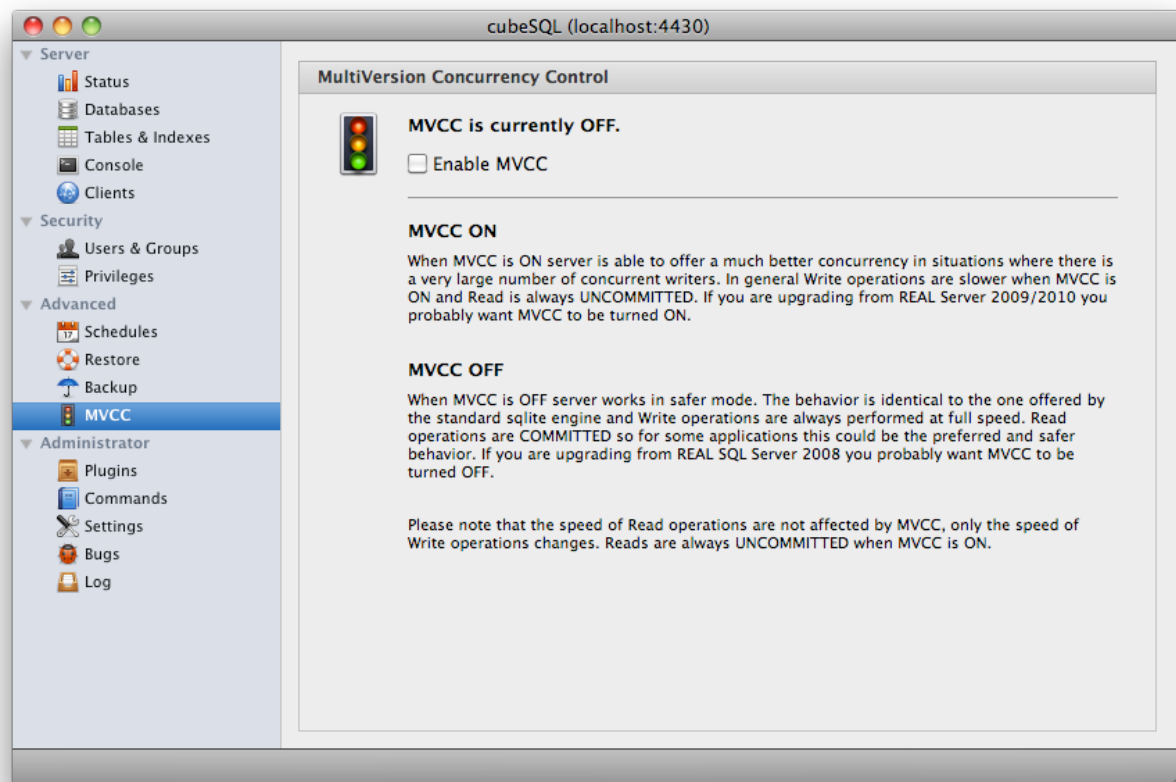 cubeSQL (localhost:4430)
Server
Status
Databases
Tables & Indexes
Console
Clients
Security
Users & Groups
Privileges
Advanced
17
Schedules
Restore
Backup
MVCC
Administrator
Plugins
Commands
Settings
Bugs
Log
MultiVersion Concurrency Control
MVCC is currently OFF.
Enable MVCC
MVCC ON
When MVCC is ON server is able to offer a much better concurrency in situations where there is
a very large number of concurrent writers. In general Write operations are slower when MVCC is
ON and Read is always UNCOMMITTED. If you are upgrading from REAL Server 2009/2010 you
probably want MVCC to be turned ON.
MVCC OFF
When MVCC is OFF server works in safer mode. The behavior is identical to the one offered by
the standard sqlite engine and Write operations are always performed at full speed. Read
operations are COMMITTED so for some applications this could be the preferred and safer
behavior. If you are upgrading from REAL SQL Server 2008 you probably want MVCC to be
turned OFF.
Please note that the speed of Read operations are not affected by MVCC, only the speed of
Write operations changes. Reads are always UNCOMMITTED when MVCC is ON.